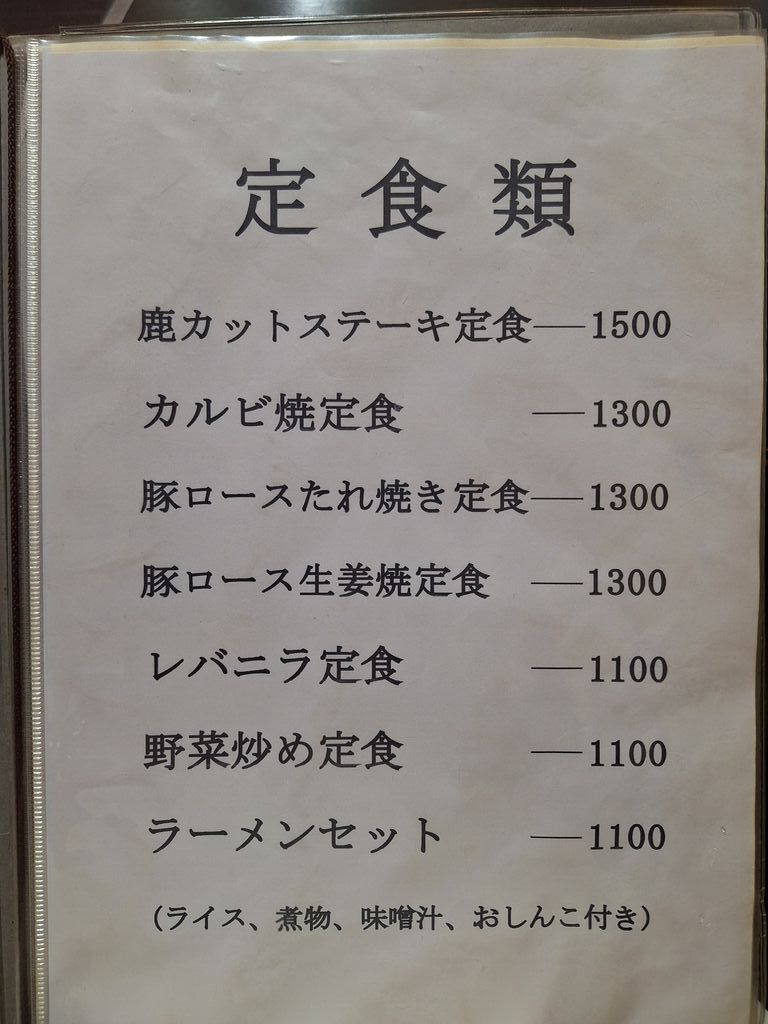 定食類
鹿カットステーキ定食―1500
カルビ焼定食 ―1300
豚ロースたれ焼き定食―1300
豚ロース生姜焼定食 ―1300
レバニラ定食 ―1100
野菜炒め定食 ―1100
ラーメンセット ―1100
（ライス、煮物、味噌汁、おしんこ付き）